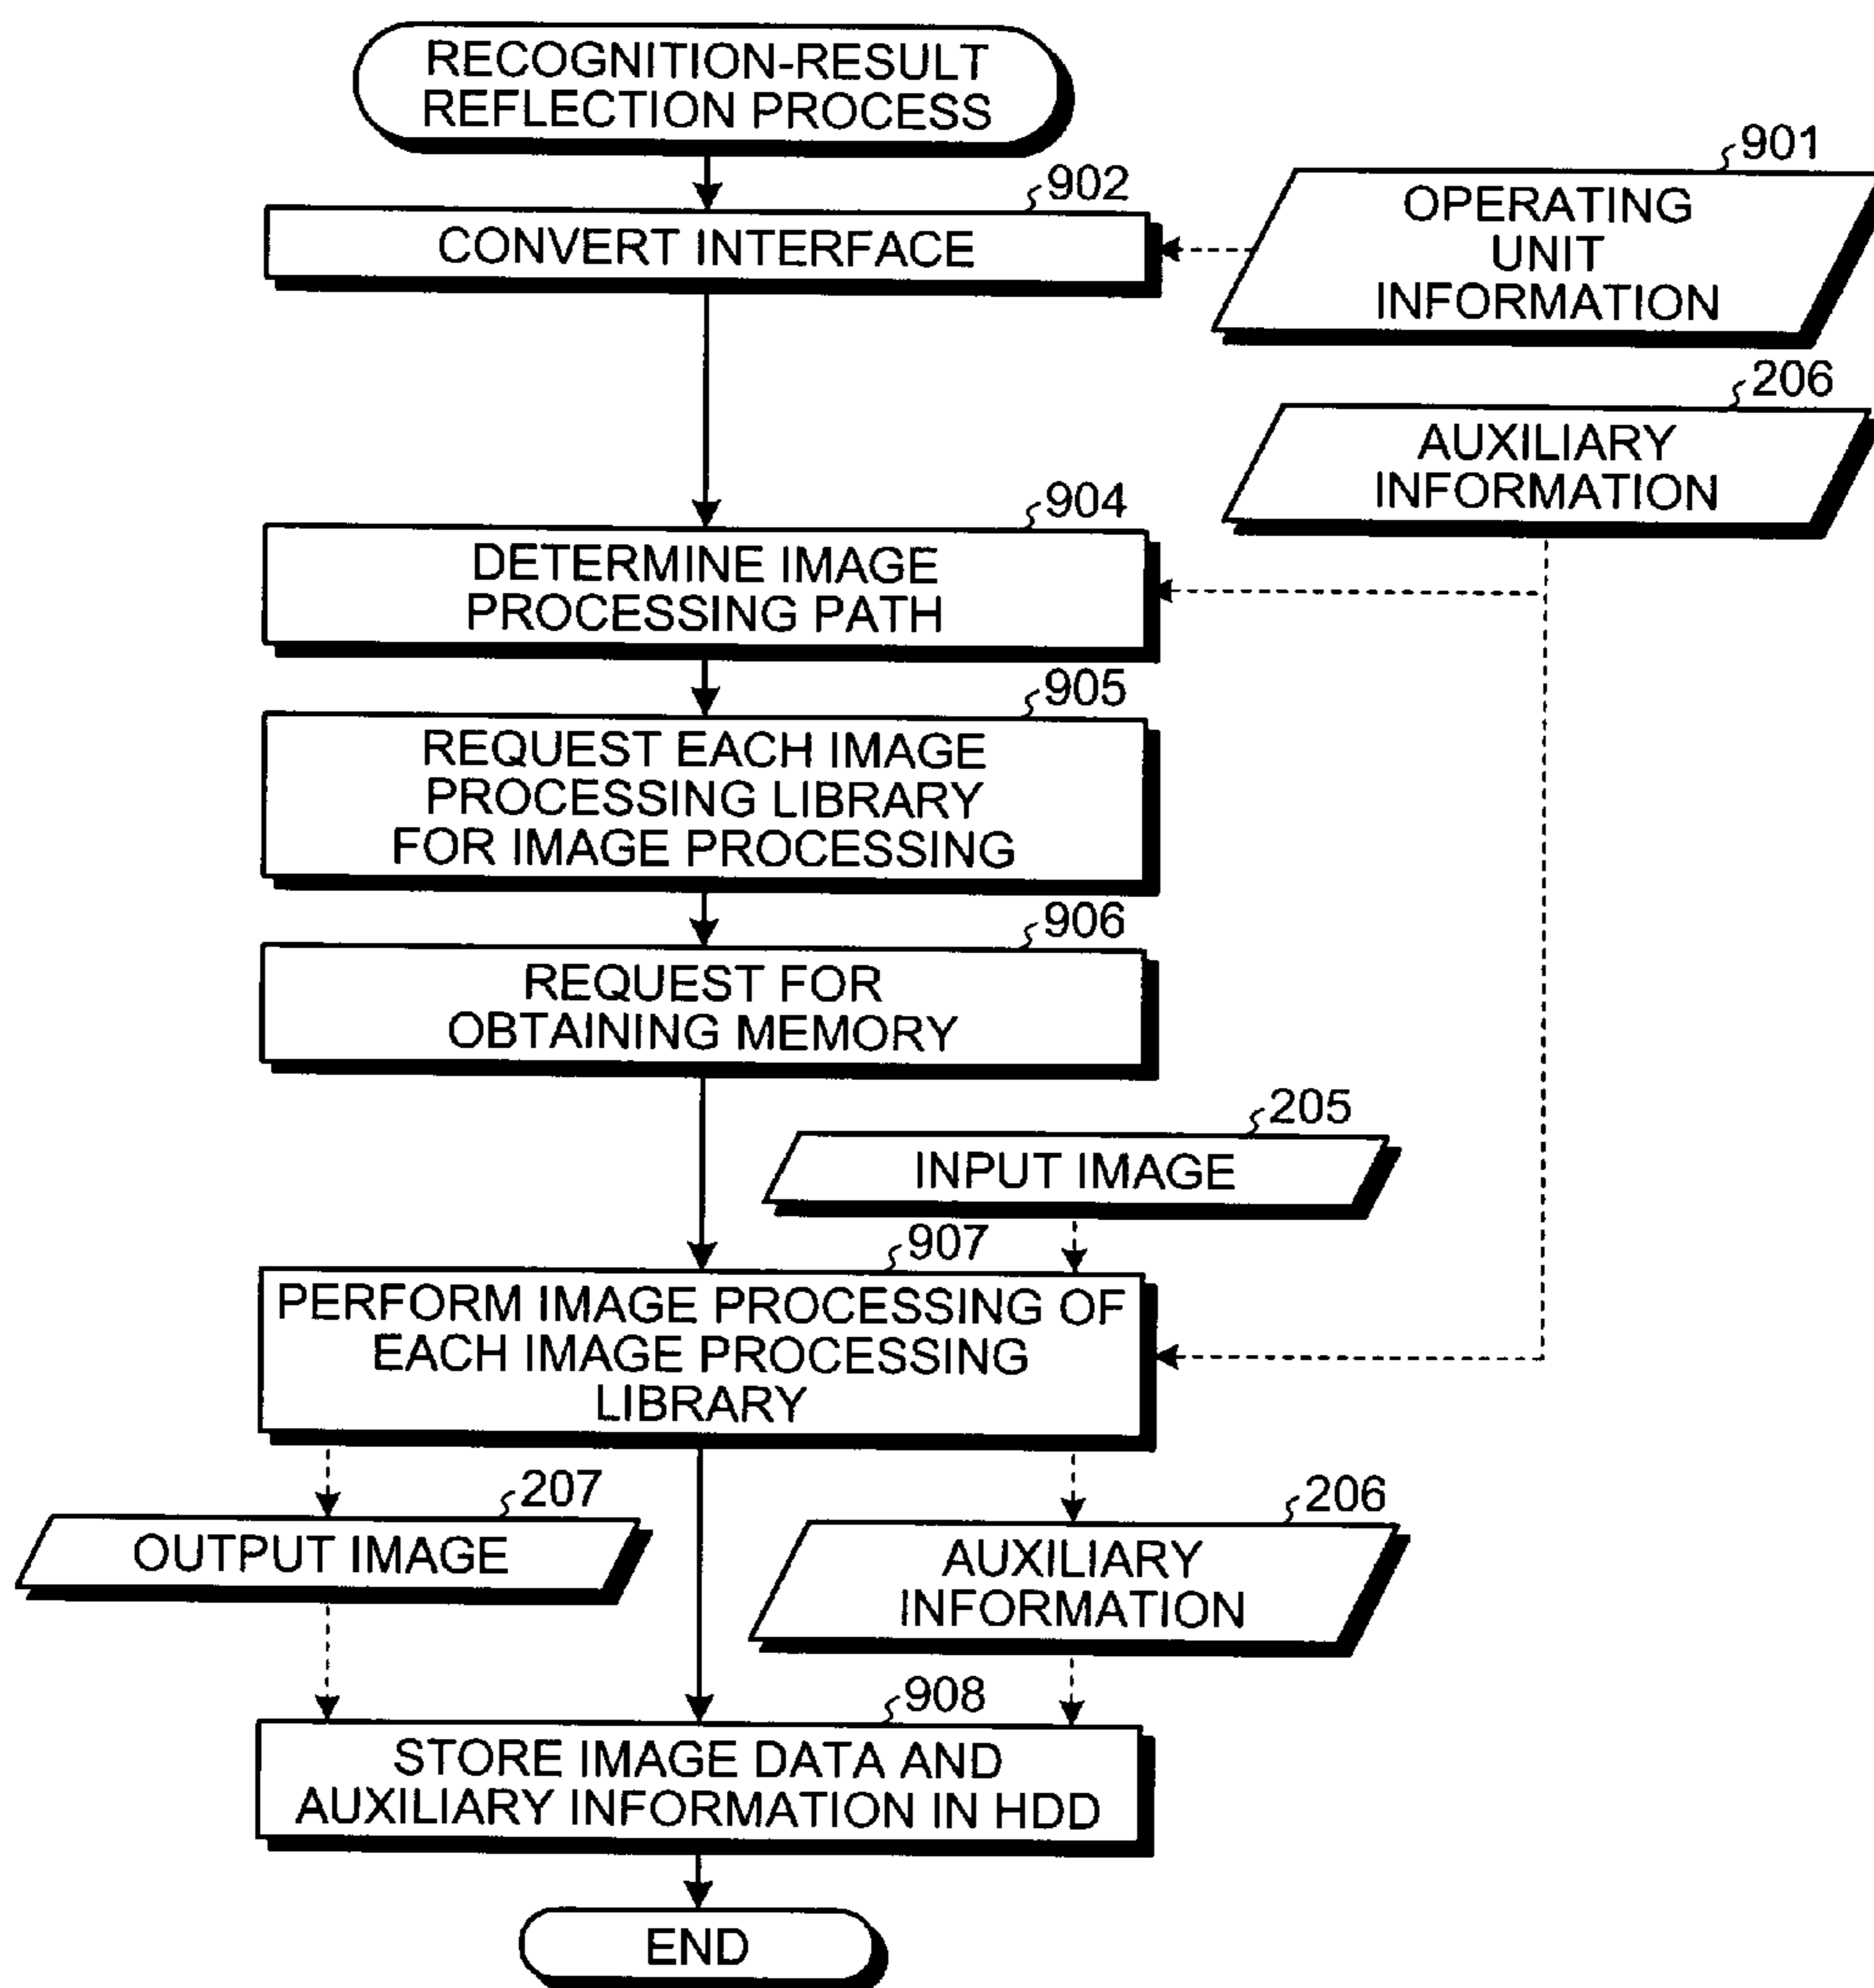 RECOGNITION-RESULT
REFLECTION PROCESS
901
OPERATING
UNIT
INFORMATION
902
CONVERT INTERFACE
206
AUXILIARY
INFORMATION
904
DETERMINE IMAGE
PROCESSING PATH
905
REQUEST EACH IMAGE
PROCESSING LIBRARY
FOR IMAGE PROCESSING
906
REQUEST FOR
OBTAINING MEMORY
205
INPUT IMAGE
907
PERFORM IMAGE PROCESSING OF
EACH IMAGE PROCESSING
LIBRARY
207
OUTPUT IMAGE
206
AUXILIARY
INFORMATION
908
STORE IMAGE DATA AND
AUXILIARY INFORMATION IN HDD
END